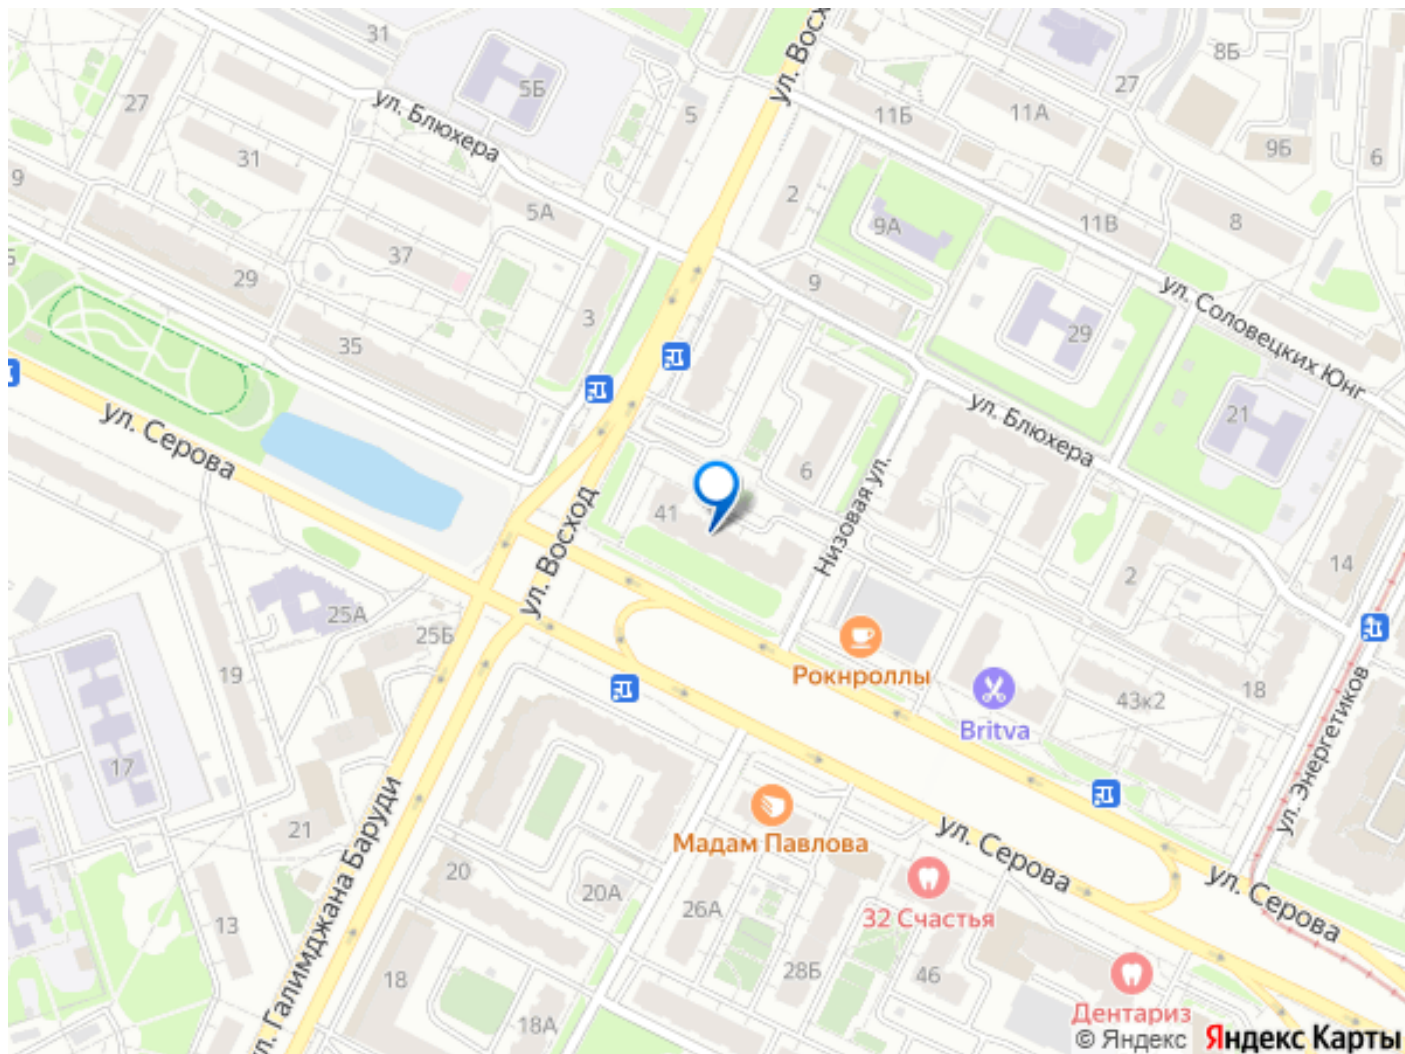 31
ул. Восх
8Б
5Б
27
27
ул. Блюхера
5
11Б
11А
9Б
6
31
9
2
5А
9А
11В
8
37
29
9
ул. Соловецких Юнг
3
29
35
ул. Блюхера
21
ул. Серова
6
41
ул. Восход
Низовая ул.
14
2
25А
25Б
19
Рокнроллы
18
43к2
Britva
17
ул. Энергетиков
21
Мадам Павлова
ул. Серова
20
20А
26А
32 Счастья
ул. Серова
13
ул. Галимджана Баруди
18
28Б
46
18А
Дентариз
© Яндекс Яндекс Карты